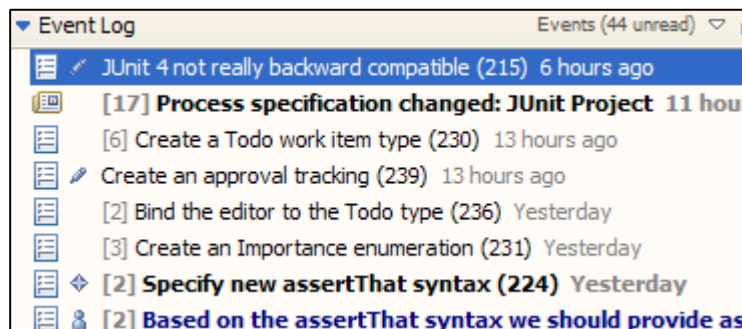 Event Log Events (44 unread)
JUnit 4 not really backward compatible (215) 6 hours ago
[17] Process specification changed: JUnit Project 11 hou
[6] Create a Todo work item type (230) 13 hours ago
Create an approval tracking (239) 13 hours ago
[2] Bind the editor to the Todo type (236) Yesterday
[3] Create an Importance enumeration (231) Yesterday
[2] Specify new assertThat syntax (224) Yesterday
[2] Based on the assertThat syntax we should provide as